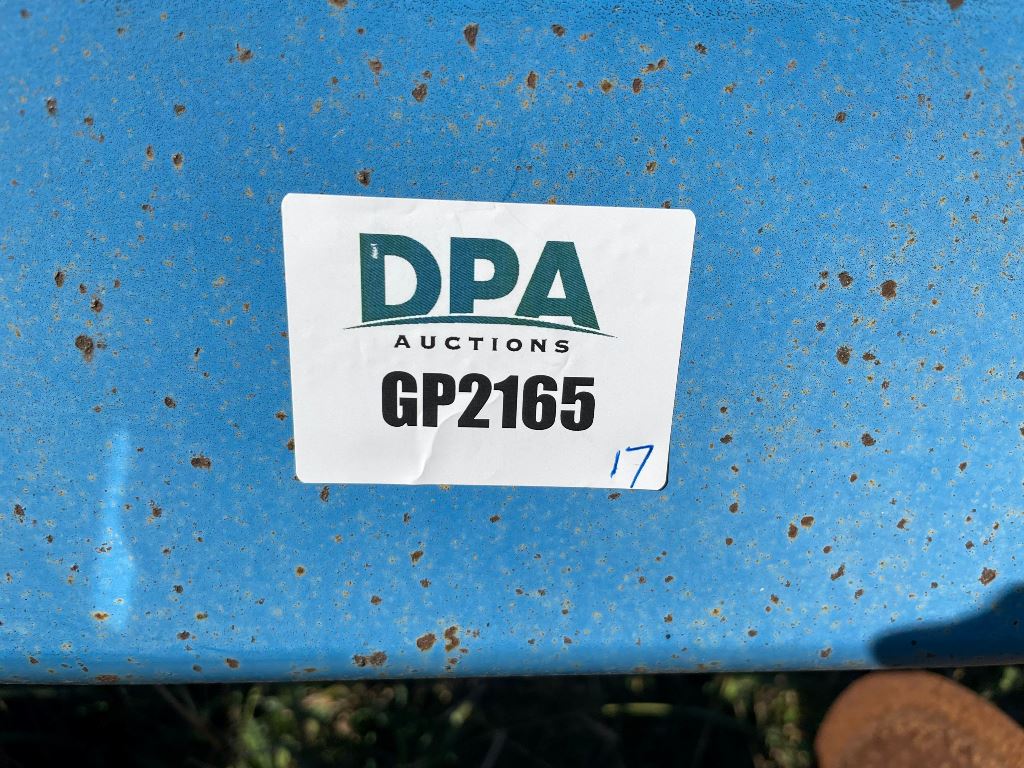 DPA
AUCTIONS
GP2165
17